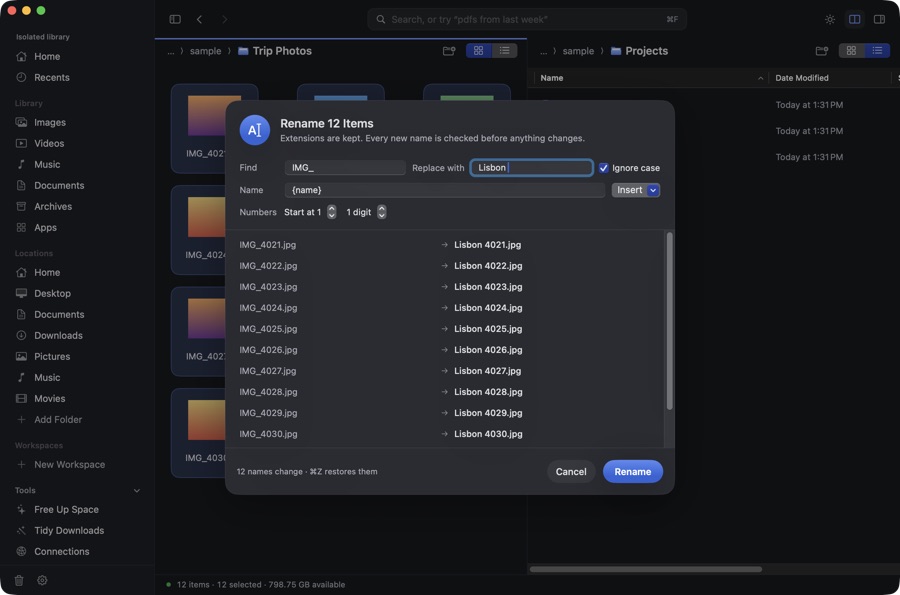 Search, or try “pdfs from last week”
⌘F
Isolated library
Home
Recents
Library
Images
Videos
Music
Documents
Archives
Apps
Locations
Home
Desktop
Documents
Downloads
Pictures
Music
Movies
Add Folder
Workspaces
New Workspace
Tools
Free Up Space
Tidy Downloads
Connections
... › sample › Trip Photos
... › sample › Projects
Name
Date Modified
Today at 1:31 PM
Today at 1:31 PM
Today at 1:31 PM
Rename 12 Items
Extensions are kept. Every new name is checked before anything changes.
Find IMG_ Replace with Lisbon Ignore case
Name {name} Insert
Numbers Start at 1 1 digit
IMG_4021.jpg → Lisbon 4021.jpg
IMG_4022.jpg → Lisbon 4022.jpg
IMG_4023.jpg → Lisbon 4023.jpg
IMG_4024.jpg → Lisbon 4024.jpg
IMG_4025.jpg → Lisbon 4025.jpg
IMG_4026.jpg → Lisbon 4026.jpg
IMG_4027.jpg → Lisbon 4027.jpg
IMG_4028.jpg → Lisbon 4028.jpg
IMG_4029.jpg → Lisbon 4029.jpg
IMG_4030.jpg → Lisbon 4030.jpg
12 names change · ⌘Z restores them
Cancel
Rename
12 items · 12 selected · 798.75 GB available